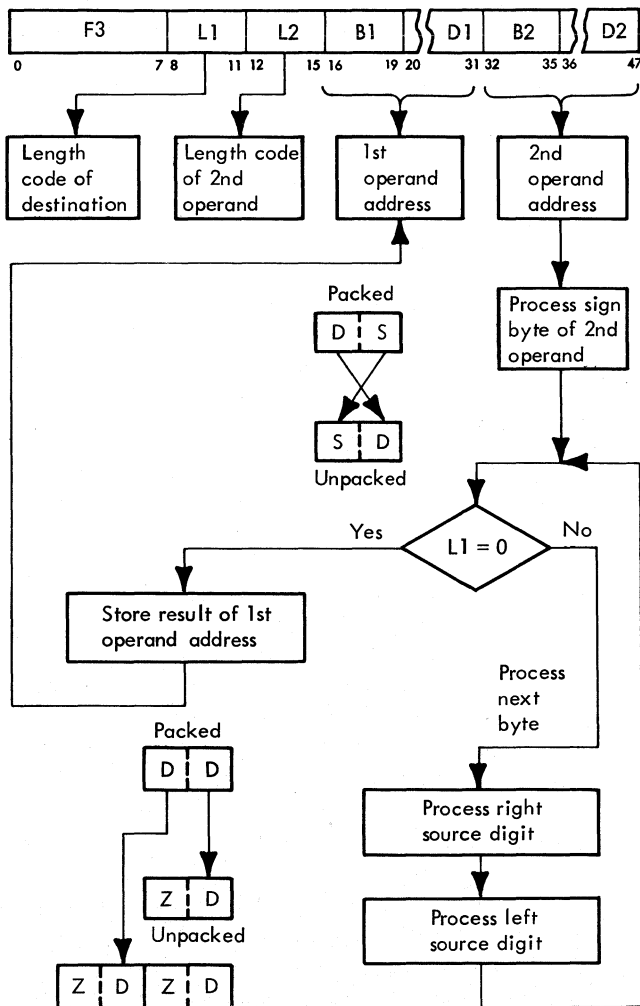 F3 L1 L2 B1 D1 B2 D2
0 7 8 11 12 15 16 19 20 31 32 35 36 47
Length
code of
destination
Length code
of 2nd
operand
1st
operand
address
2nd
operand
address
Process sign
byte of 2nd
operand
Packed
D S
S D
Unpacked
L1 = 0
Yes
No
Store result of 1st
operand address
Process
next
byte
Process right
source digit
Process left
source digit
Packed
D D
Z D
Unpacked
Z D Z D